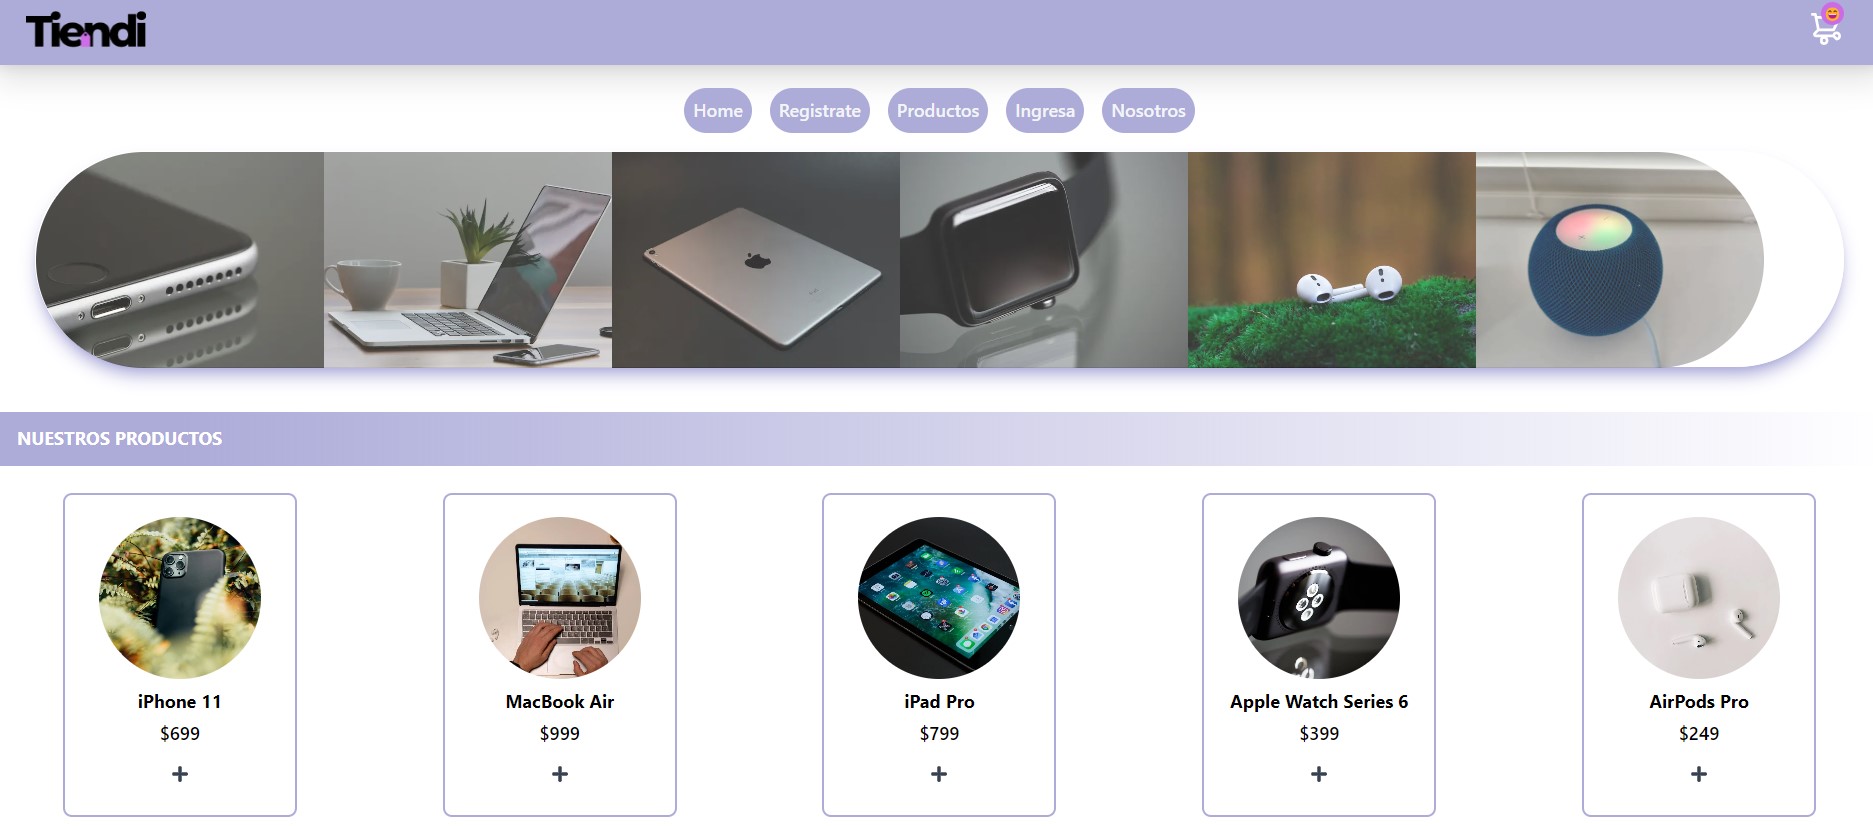 Tiendi
Home Registrate Productos Ingresa Nosotros
NUESTROS PRODUCTOS
iPhone 11 MacBook Air iPad Pro Apple Watch Series 6 AirPods Pro
$699 $999 $799 $399 $249
+ + + + +